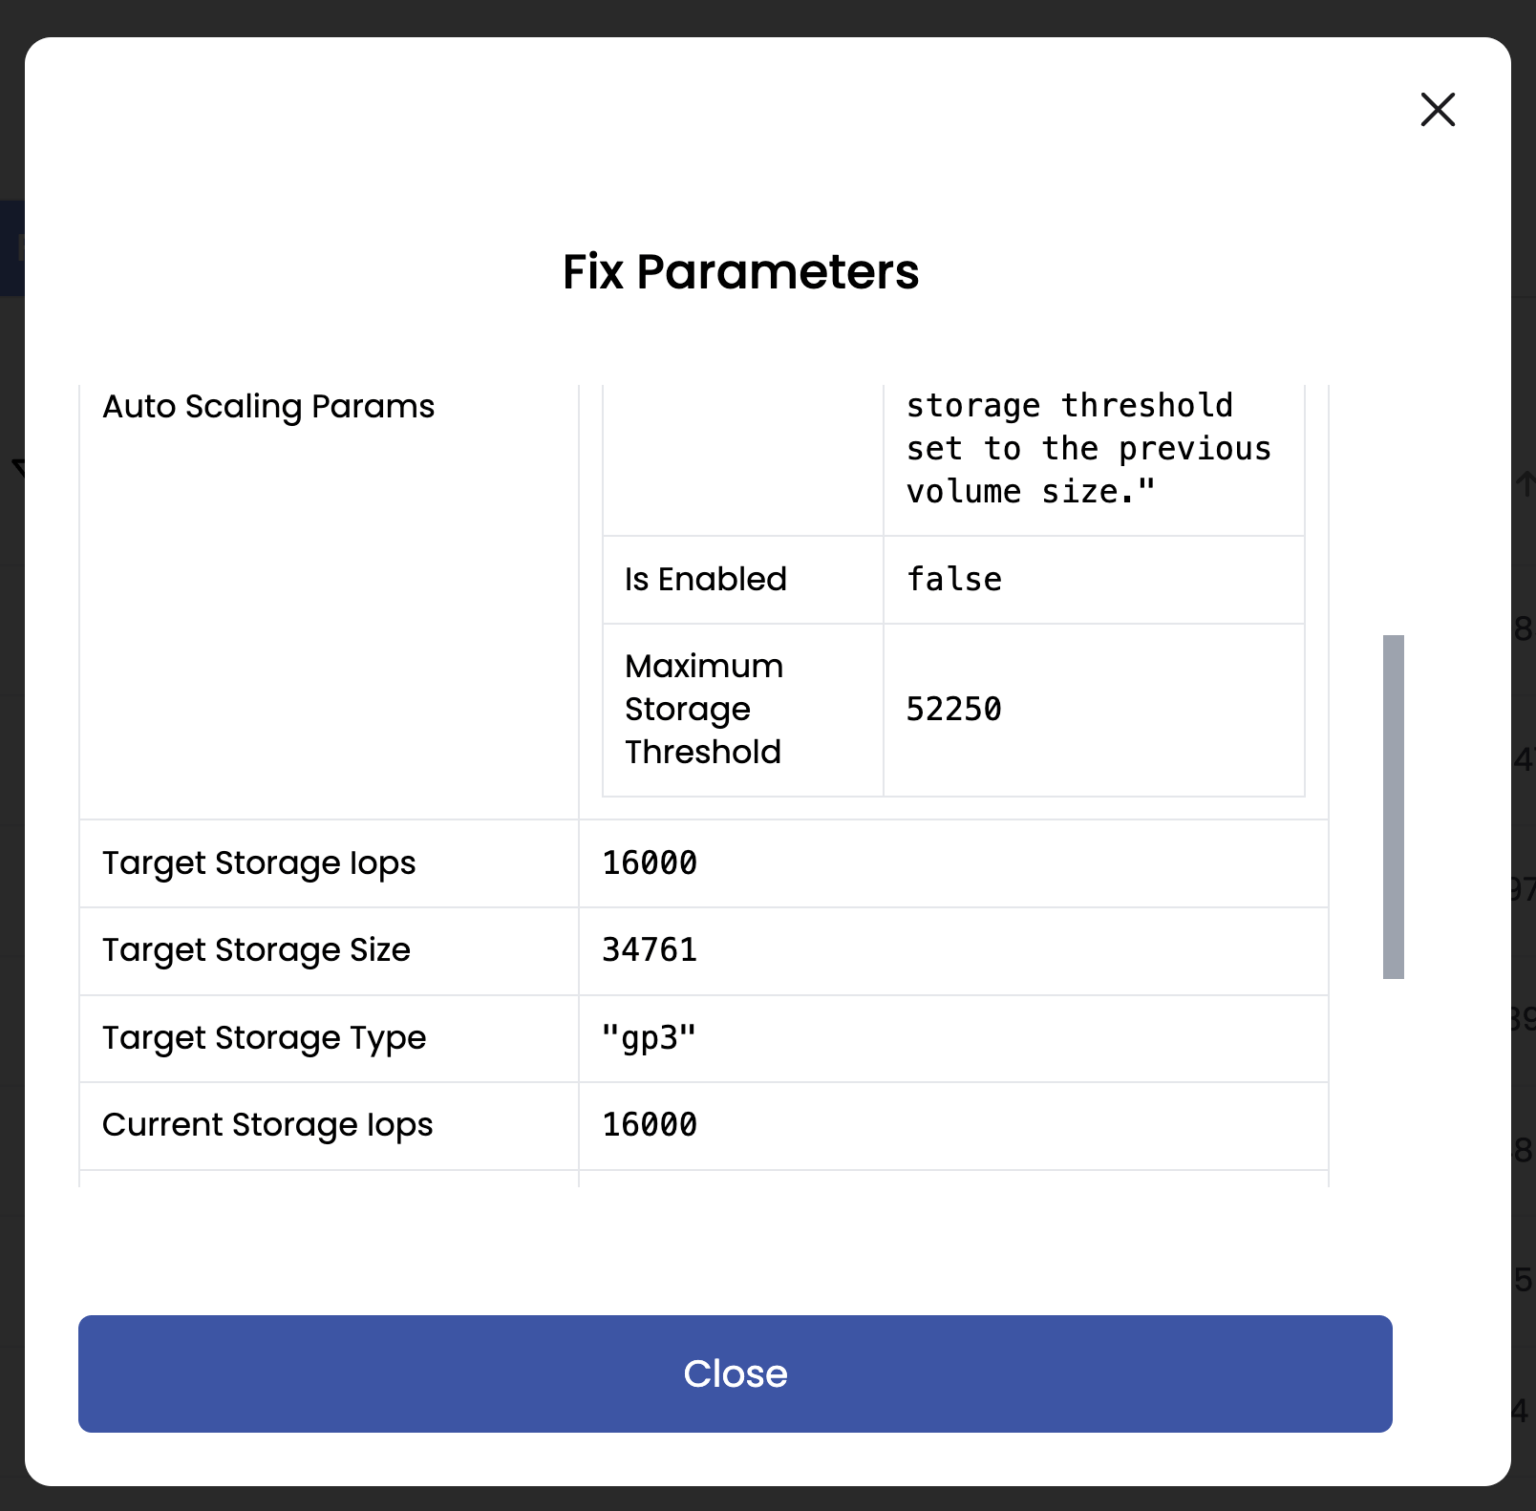 Fix Parameters
Auto Scaling Params
storage threshold
set to the previous
volume size."
Is Enabled
false
Maximum
Storage
Threshold
52250
Target Storage Iops
16000
Target Storage Size
34761
Target Storage Type
"gp3"
Current Storage Iops
16000
Close